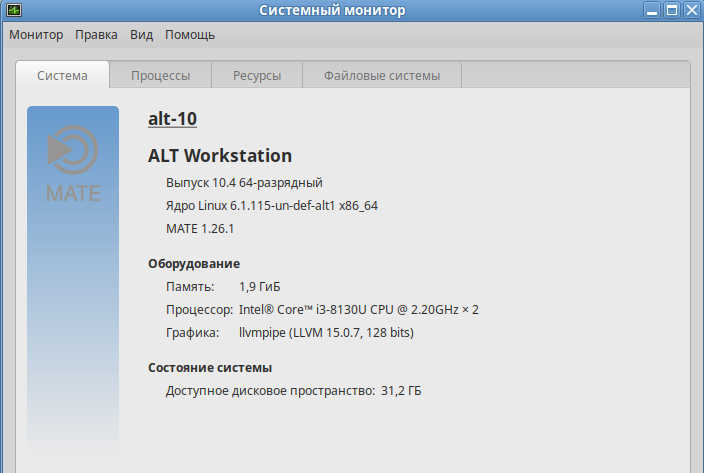 Системный монитор
Монитор Правка Вид Помощь
Система Процессы Ресурсы Файловые системы
MATE
alt-10
ALT Workstation
Выпуск 10.4 64-разрядный
Ядро Linux 6.1.115-un-def-alt1 x86_64
MATE 1.26.1
Оборудование
Память: 1,9 ГиБ
Процессор: Intel® Core™ i3-8130U CPU @ 2.20GHz × 2
Графика: llvmpipe (LLVM 15.0.7, 128 bits)
Состояние системы
Доступное дисковое пространство: 31,2 ГБ